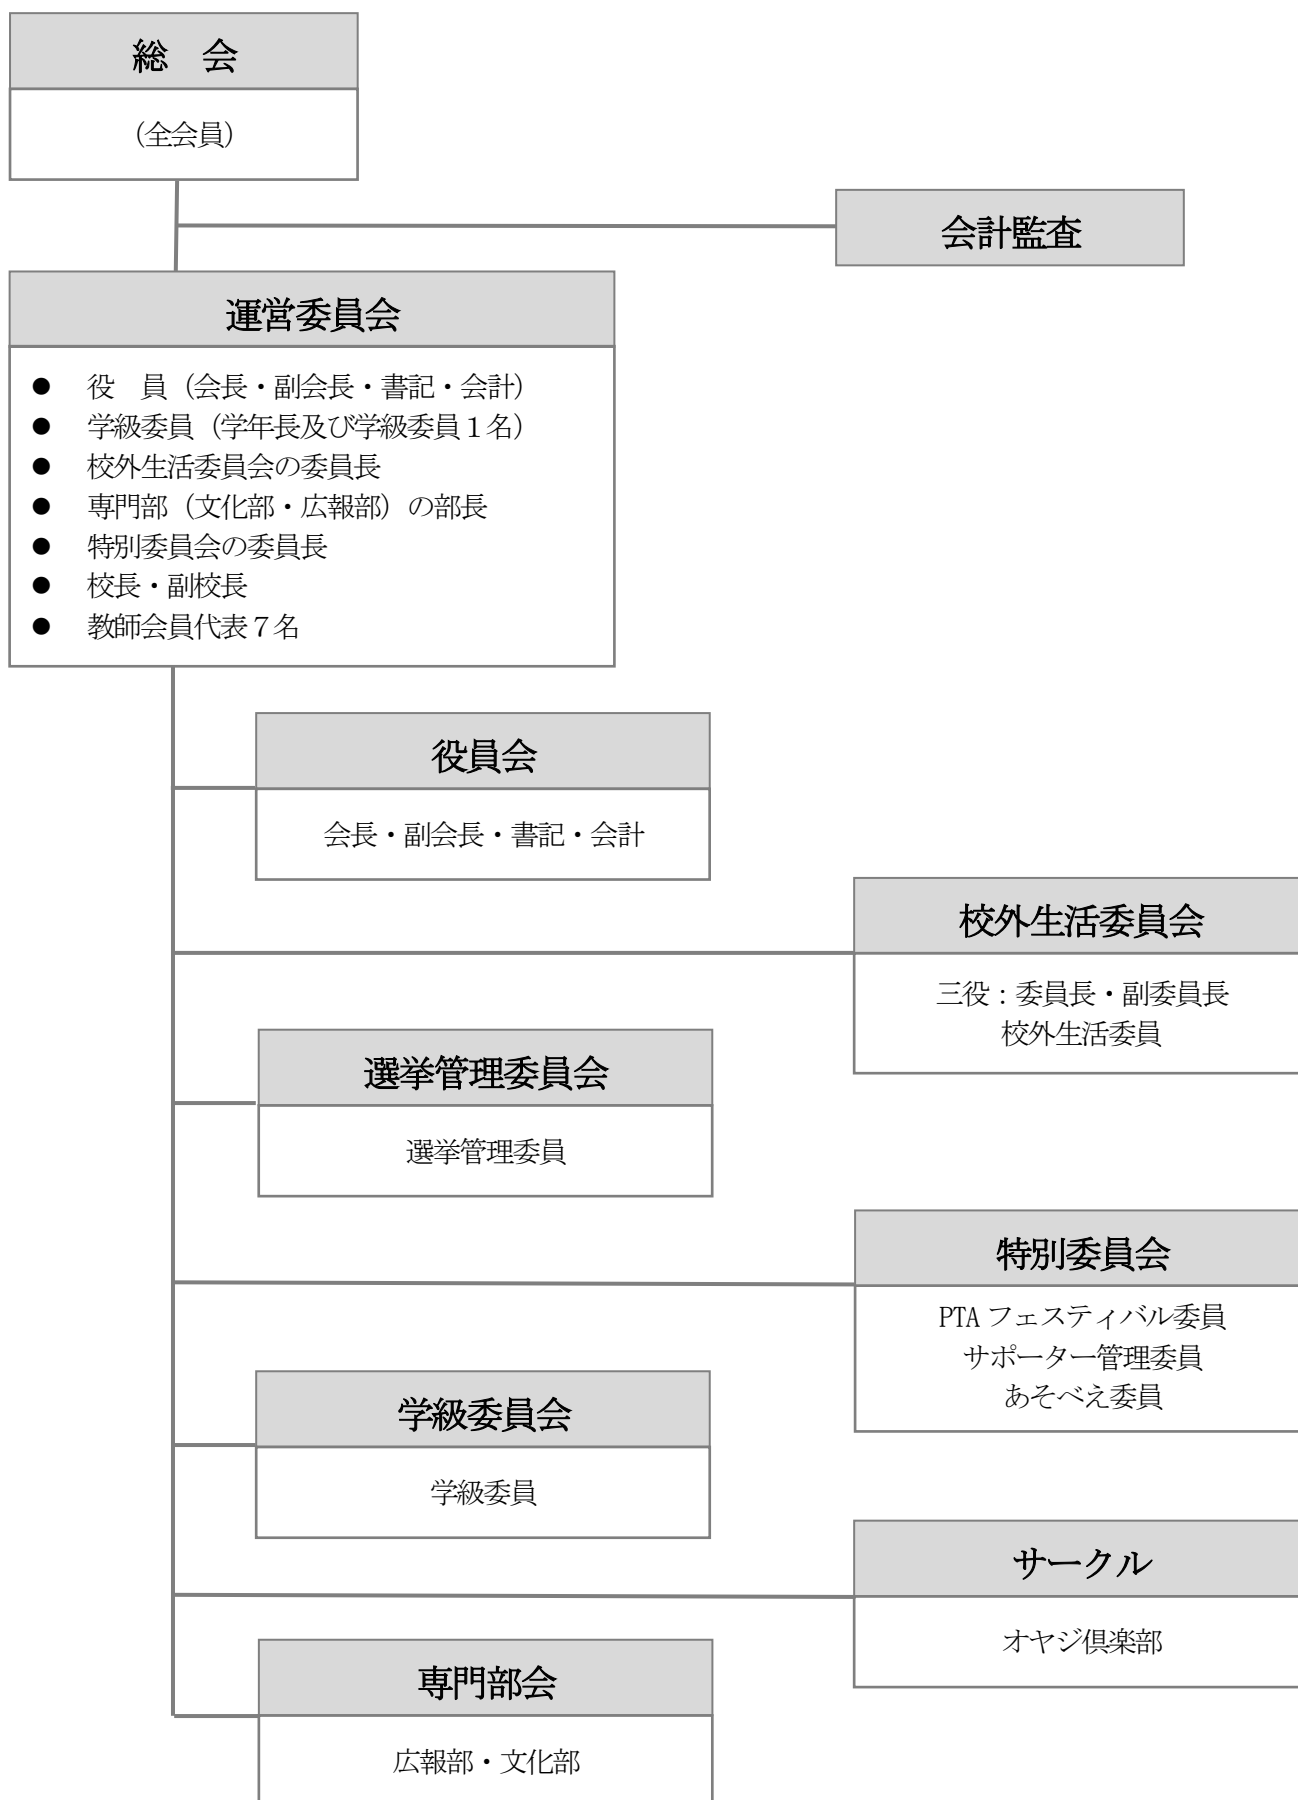 総　会
(全会員)
会計監査
運営委員会
● 役　員（会長・副会長・書記・会計）
● 学級委員（学年長及び学級委員１名）
● 校外生活委員会の委員長
● 専門部（文化部・広報部）の部長
● 特別委員会の委員長
● 校長・副校長
● 教師会員代表７名
役員会
会長・副会長・書記・会計
校外生活委員会
三役：委員長・副委員長
校外生活委員
選挙管理委員会
選挙管理委員
特別委員会
PTA フェスティバル委員
サポーター管理委員
あそべえ委員
学級委員会
学級委員
サークル
オヤジ倶楽部
専門部会
広報部・文化部